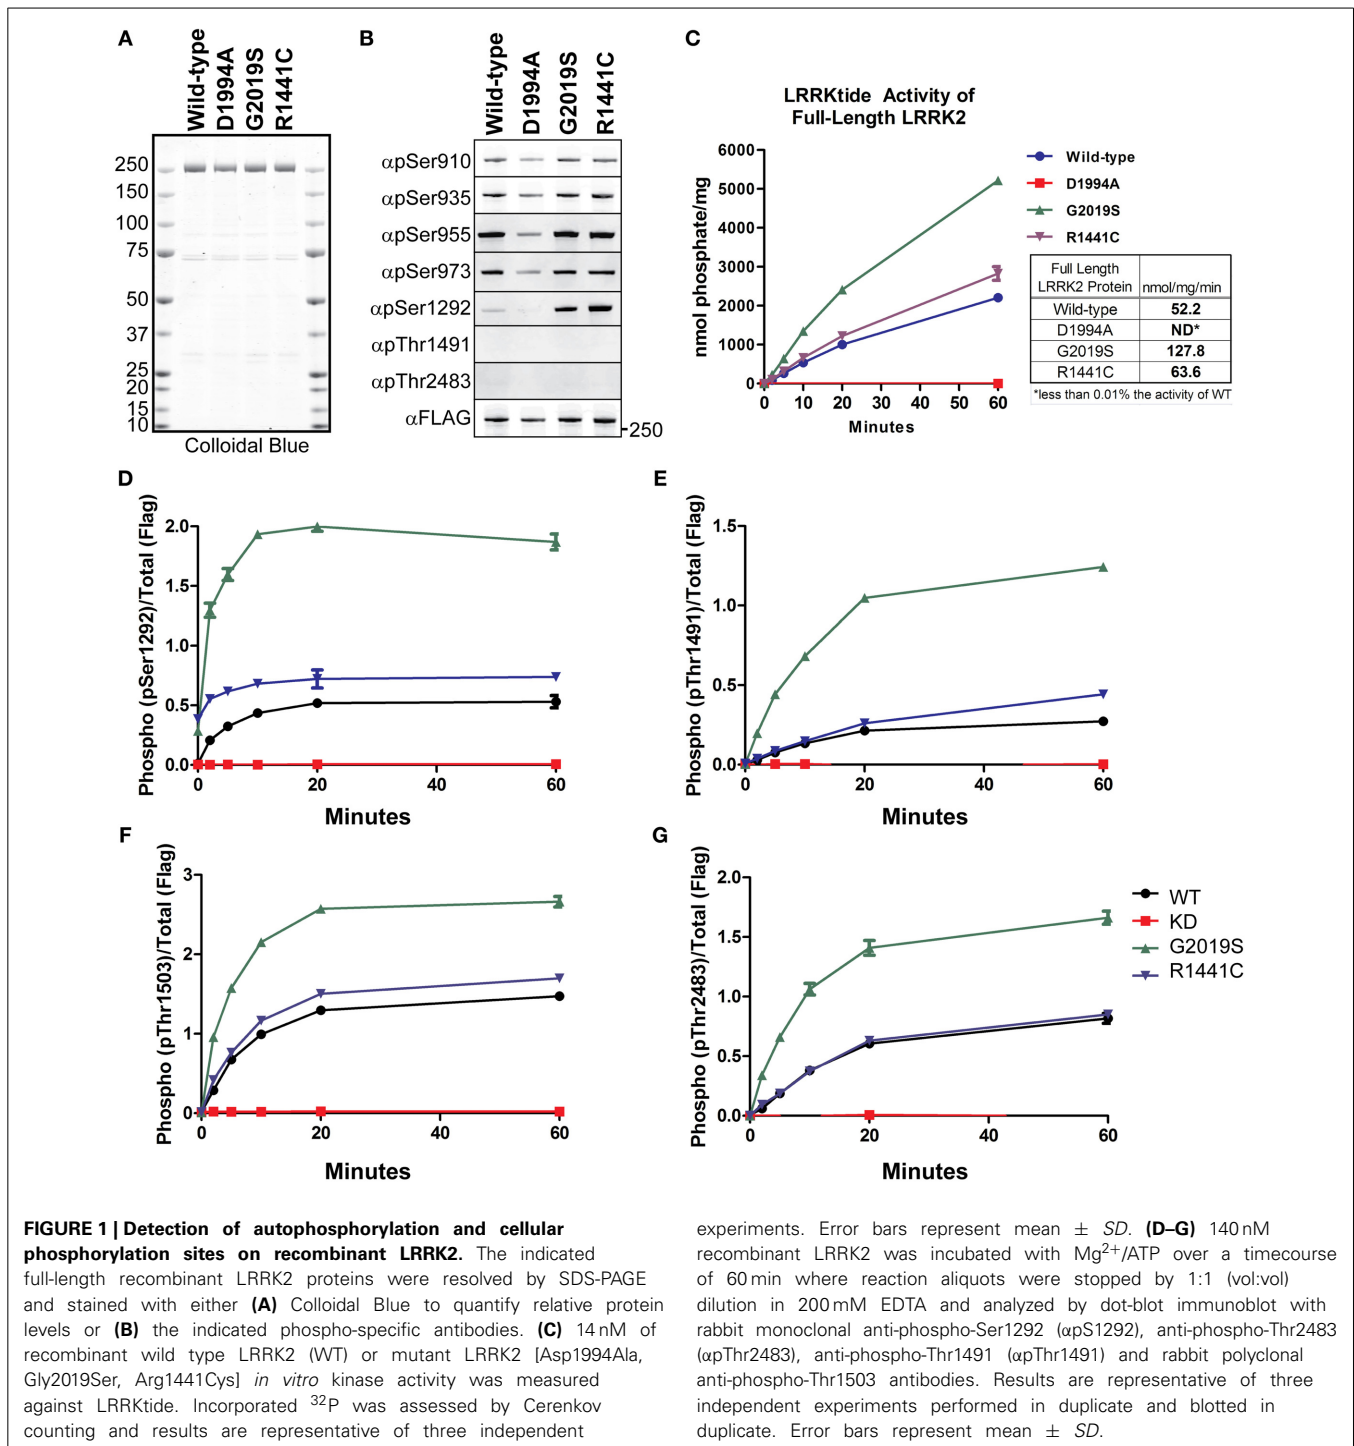 A
Wild-type
D1994A
G2019S
R1441C
250
150
100
75
50
37
25
20
15
10
Colloidal Blue
B
Wild-type
D1994A
G2019S
R1441C
αpSer910
αpSer935
αpSer955
αpSer973
αpSer1292
αpThr1491
αpThr2483
αFLAG
250
C
LRRKtide Activity of
Full-Length LRRK2
nmol phosphate/mg
6000
5000
4000
3000
2000
1000
0
0 10 20 30 40 50 60
Minutes
Wild-type
D1994A
G2019S
R1441C
Full Length
LRRK2 Protein nmol/mg/min
Wild-type 52.2
D1994A ND*
G2019S 127.8
R1441C 63.6
*less than 0.01% the activity of WT
D
Phospho (pSer1292)/Total (Flag)
2.0
1.5
1.0
0.5
0.0
0 20 40 60
Minutes
E
Phospho (pThr1491)/Total (Flag)
1.5
1.0
0.5
0.0
0 20 40 60
Minutes
F
Phospho (pThr1503)/Total (Flag)
3
2
1
0
0 20 40 60
Minutes
G
Phospho (pThr2483)/Total (Flag)
2.0
1.5
1.0
0.5
0.0
0 20 40 60
Minutes
WT
KD
G2019S
R1441C
FIGURE 1 | Detection of autophosphorylation and cellular
phosphorylation sites on recombinant LRRK2. The indicated
full-length recombinant LRRK2 proteins were resolved by SDS-PAGE
and stained with either (A) Colloidal Blue to quantify relative protein
levels or (B) the indicated phospho-specific antibodies. (C) 14 nM of
recombinant wild type LRRK2 (WT) or mutant LRRK2 [Asp1994Ala,
Gly2019Ser, Arg1441Cys] in vitro kinase activity was measured
against LRRKtide. Incorporated ³²P was assessed by Cerenkov
counting and results are representative of three independent
experiments. Error bars represent mean ± SD. (D–G) 140 nM
recombinant LRRK2 was incubated with Mg²⁺/ATP over a timecourse
of 60 min where reaction aliquots were stopped by 1:1 (vol:vol)
dilution in 200 mM EDTA and analyzed by dot-blot immunoblot with
rabbit monoclonal anti-phospho-Ser1292 (αpS1292), anti-phospho-Thr2483
(αpThr2483), anti-phospho-Thr1491 (αpThr1491) and rabbit polyclonal
anti-phospho-Thr1503 antibodies. Results are representative of three
independent experiments performed in duplicate and blotted in
duplicate. Error bars represent mean ± SD.